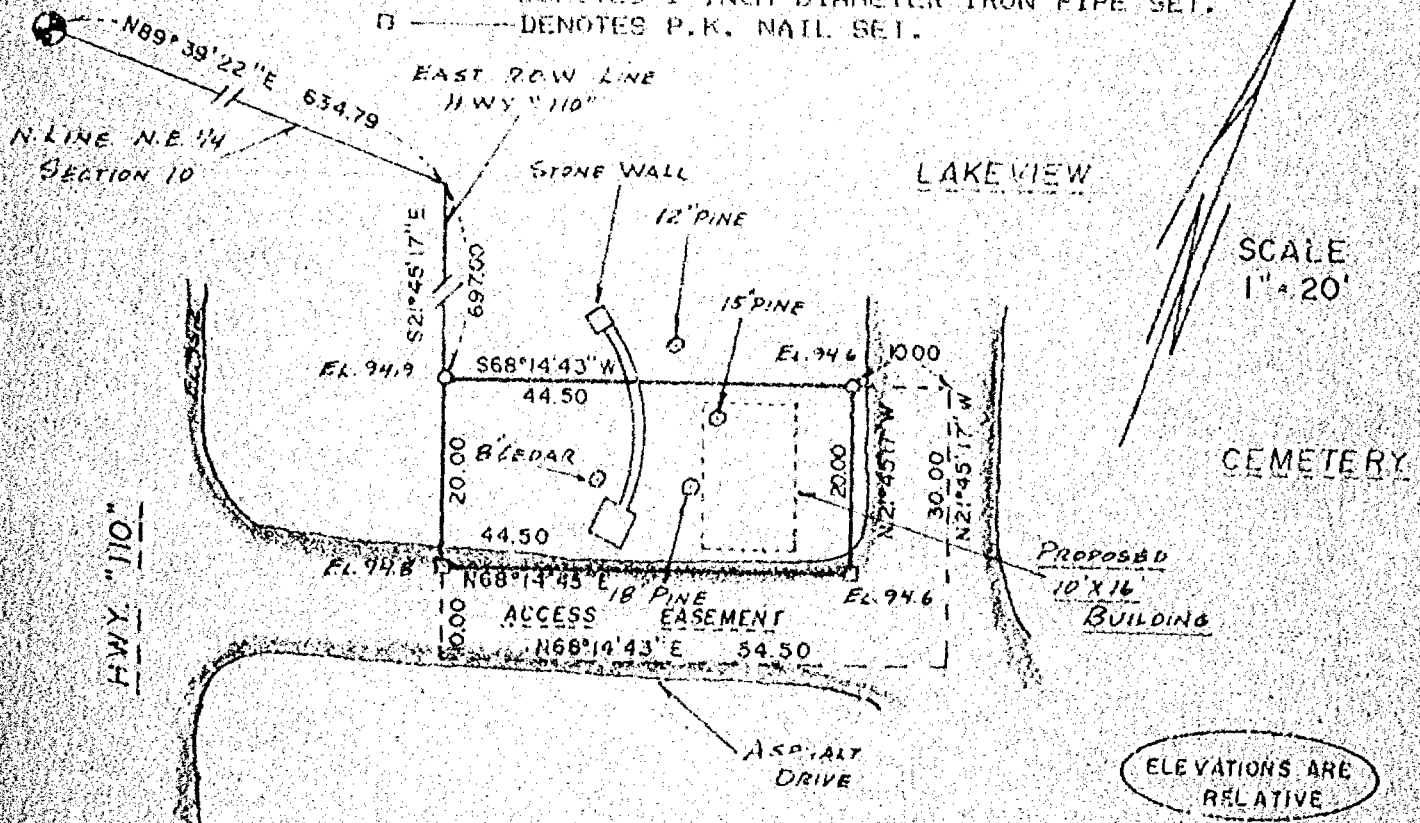 INCH DIAMETER IRON PIPE SET.
DENOTES P.K. NAIL SET.
N89°39'22"E 634.79
EAST ROW LINE
HWY "110"
N. LINE N.E. 1/4
SECTION 10
STONE WALL
LAKEVIEW
12" PINE
S21°45'17"E
697.00
SCALE
1" = 20'
15" PINE
EL. 94.9
S68°14'43"W
44.50
EL. 94.6
10.00
20.00
8" CEDAR
20.00
N21°45'17"W
30.00
N21°45'17"W
CEMETERY
44.50
HWY. "110"
EL. 94.8
N68°14'43"E
18" PINE
EL. 94.6
PROPOSED
10' X 16'
BUILDING
10.00
ACCESS EASEMENT
N68°14'43"E 54.50
ASPHALT
DRIVE
ELEVATIONS ARE
RELATIVE